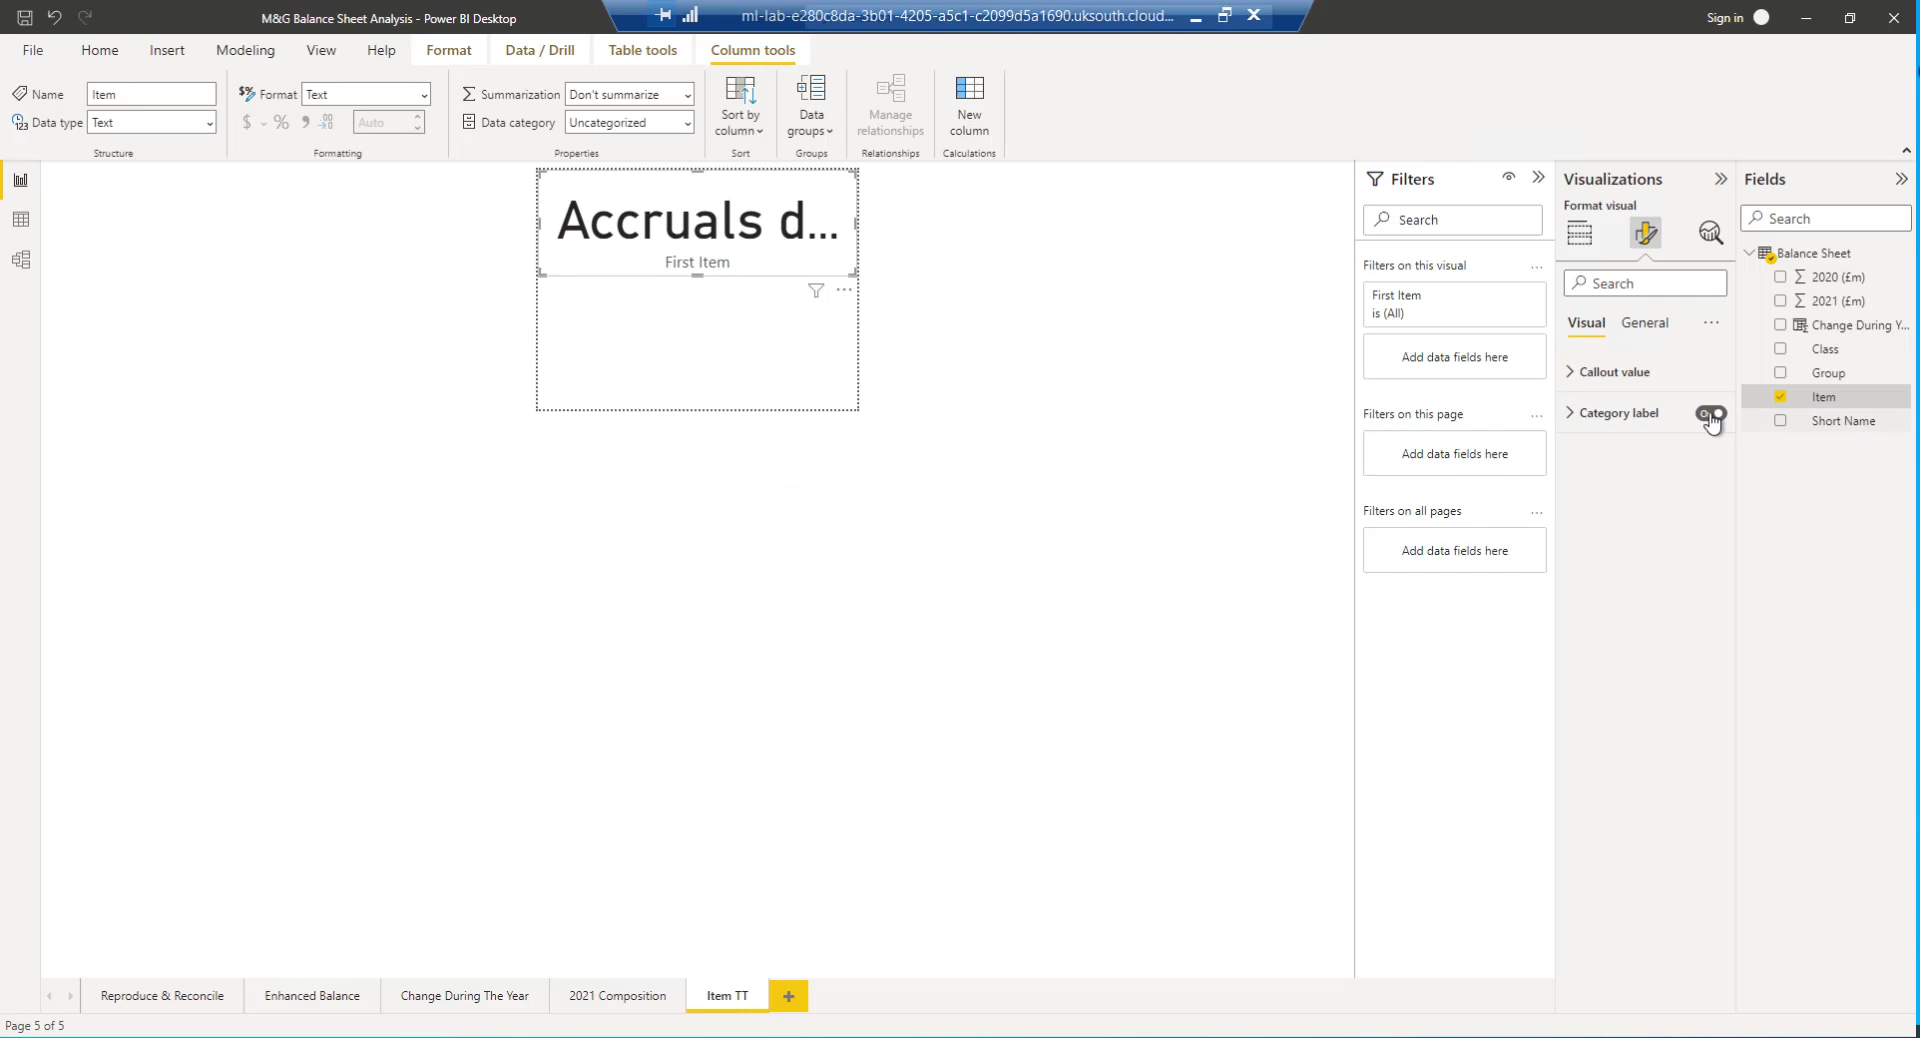 M&G Balance Sheet Analysis - Power BI Desktop
ml-lab-e280c8da-3b01-4205-a5c1-c2099d5a1690.uksouth.cloud...
Sign in
File
Home
Insert
Modeling
View
Help
Format
Data / Drill
Table tools
Column tools
Name
Item
Data type
Text
Structure
$% Format
Text
$
%
Auto
Formatting
Summarization
Don't summarize
Data category
Uncategorized
Properties
Sort by
column
Sort
Data
groups
Groups
Manage
relationships
Relationships
New
column
Calculations
Accruals d...
First Item
Filters
Search
Filters on this visual
First Item
is (All)
Add data fields here
Filters on this page
Add data fields here
Filters on all pages
Add data fields here
Visualizations
Format visual
Search
Visual
General
Callout value
Category label
Fields
Search
Balance Sheet
2020 (£m)
2021 (£m)
Change During Y...
Class
Group
Item
Short Name
Reproduce & Reconcile
Enhanced Balance
Change During The Year
2021 Composition
Item TT
Page 5 of 5